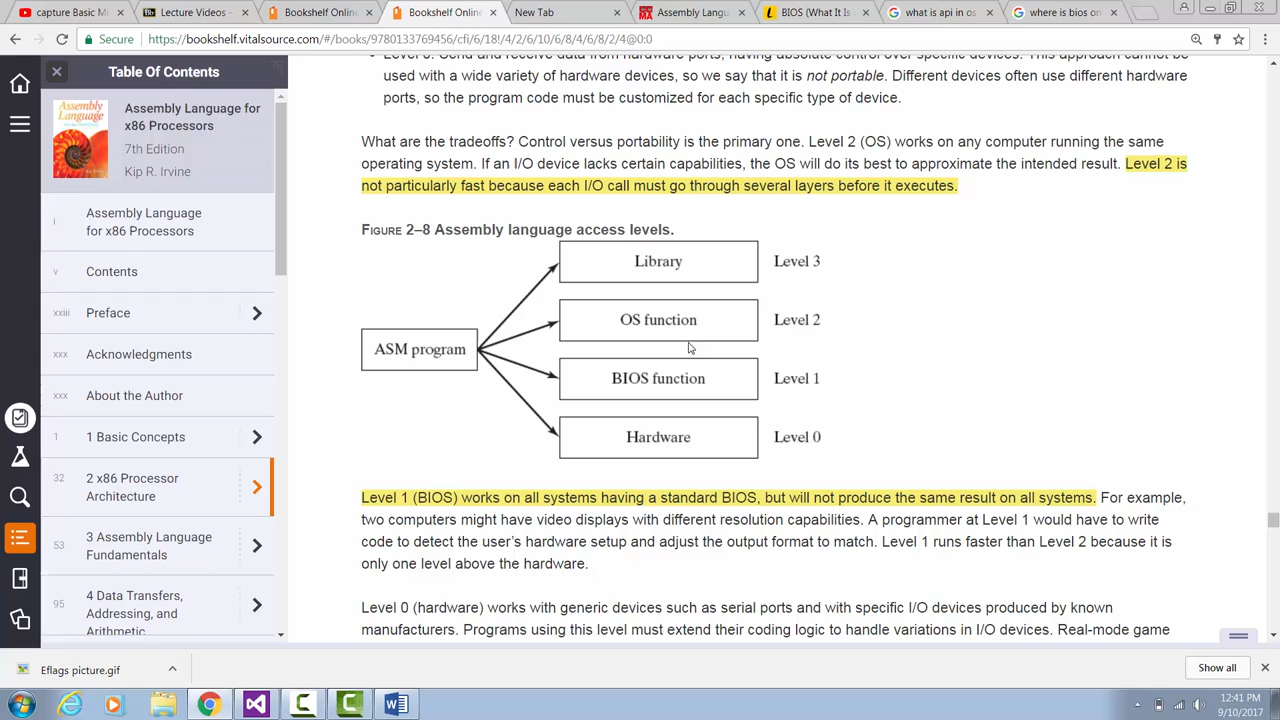 capture Basic Mi
Lecture Videos -
Bookshelf Online
Bookshelf Online
New Tab
Assembly Langu
BIOS (What It Is
what is api in os
where is bios on
Secure
https://bookshelf.vitalsource.com/#/books/9780133769456/cfi/6/18!/4/2/6/10/6/8/4/6/8/2/4@0:0
Table Of Contents
Assembly Language for
x86 Processors
7th Edition
Kip R. Irvine
i Assembly Language
for x86 Processors
v Contents
xxiii Preface
xxx Acknowledgments
xxx About the Author
1 1 Basic Concepts
32 2 x86 Processor
Architecture
53 3 Assembly Language
Fundamentals
95 4 Data Transfers,
Addressing, and
Arithmetic
used with a wide variety of hardware devices, so we say that it is not portable. Different devices often use different hardware
ports, so the program code must be customized for each specific type of device.
What are the tradeoffs? Control versus portability is the primary one. Level 2 (OS) works on any computer running the same
operating system. If an I/O device lacks certain capabilities, the OS will do its best to approximate the intended result. Level 2 is
not particularly fast because each I/O call must go through several layers before it executes.
FIGURE 2–8 Assembly language access levels.
Library Level 3
OS function Level 2
ASM program
BIOS function Level 1
Hardware Level 0
Level 1 (BIOS) works on all systems having a standard BIOS, but will not produce the same result on all systems. For example,
two computers might have video displays with different resolution capabilities. A programmer at Level 1 would have to write
code to detect the user's hardware setup and adjust the output format to match. Level 1 runs faster than Level 2 because it is
only one level above the hardware.
Level 0 (hardware) works with generic devices such as serial ports and with specific I/O devices produced by known
manufacturers. Programs using this level must extend their coding logic to handle variations in I/O devices. Real-mode game
Eflags picture.gif
Show all
12:41 PM
9/10/2017